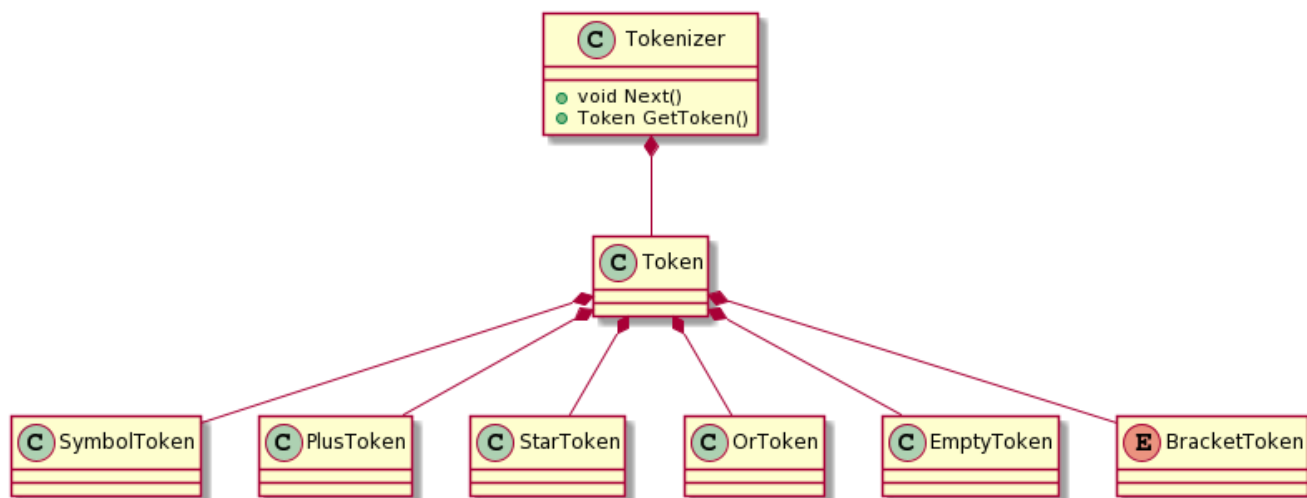 C Tokenizer
void Next()
Token GetToken()
C Token
C SymbolToken
C PlusToken
C StarToken
C OrToken
C EmptyToken
E BracketToken